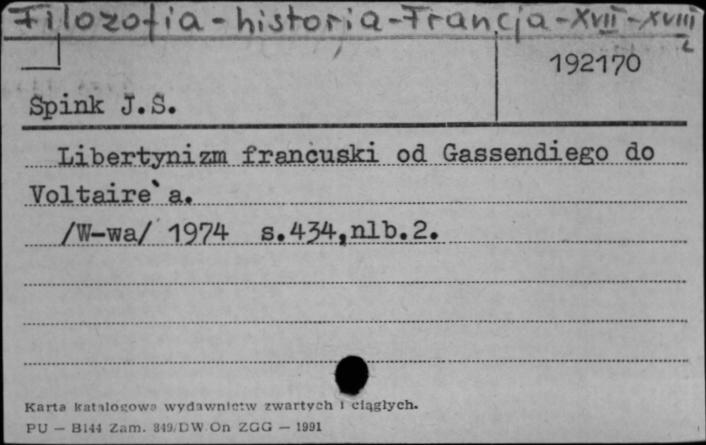 Filozofia-historia-Francja-XVII-XVIII
192170
Spink J.S.
Libertynizm francuski od Gassendiego do
Voltaire`a.
/W-wa/ 1974 s.434,nlb.2.
Karta katalogowa wydawnictw zwartych i ciągłych.
PU — B144 Zam. 849/DW On ZGG — 1991